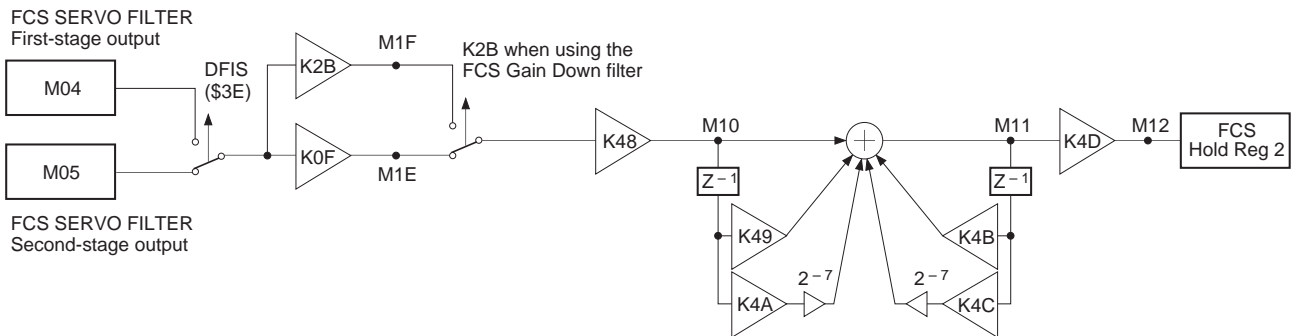 FCS SERVO FILTER
First-stage output
M04
DFIS
($3E)
K2B
M1F
K2B when using the
FCS Gain Down filter
M05
K0F
M1E
FCS SERVO FILTER
Second-stage output
K48
M10
M11
K4D
M12
FCS
Hold Reg 2
Z – 1
Z – 1
K49
K4B
2 – 7
2 – 7
K4A
K4C